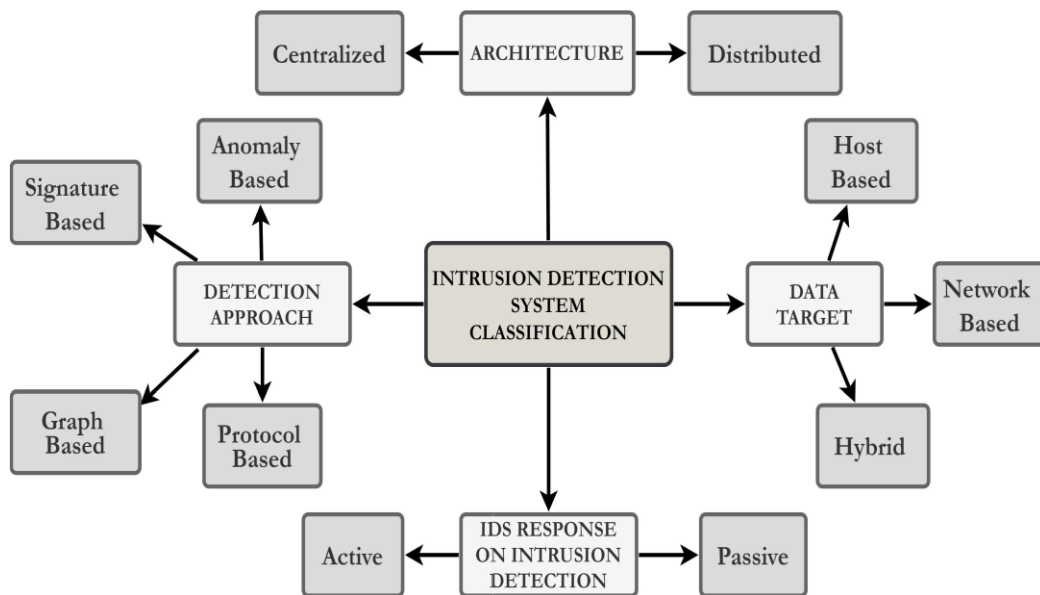 Centralized
ARCHITECTURE
Distributed
Anomaly
Based
Host
Based
Signature
Based
DETECTION
APPROACH
INTRUSION DETECTION
SYSTEM
CLASSIFICATION
DATA
TARGET
Network
Based
Graph
Based
Protocol
Based
Hybrid
Active
IDS RESPONSE
ON INTRUSION
DETECTION
Passive